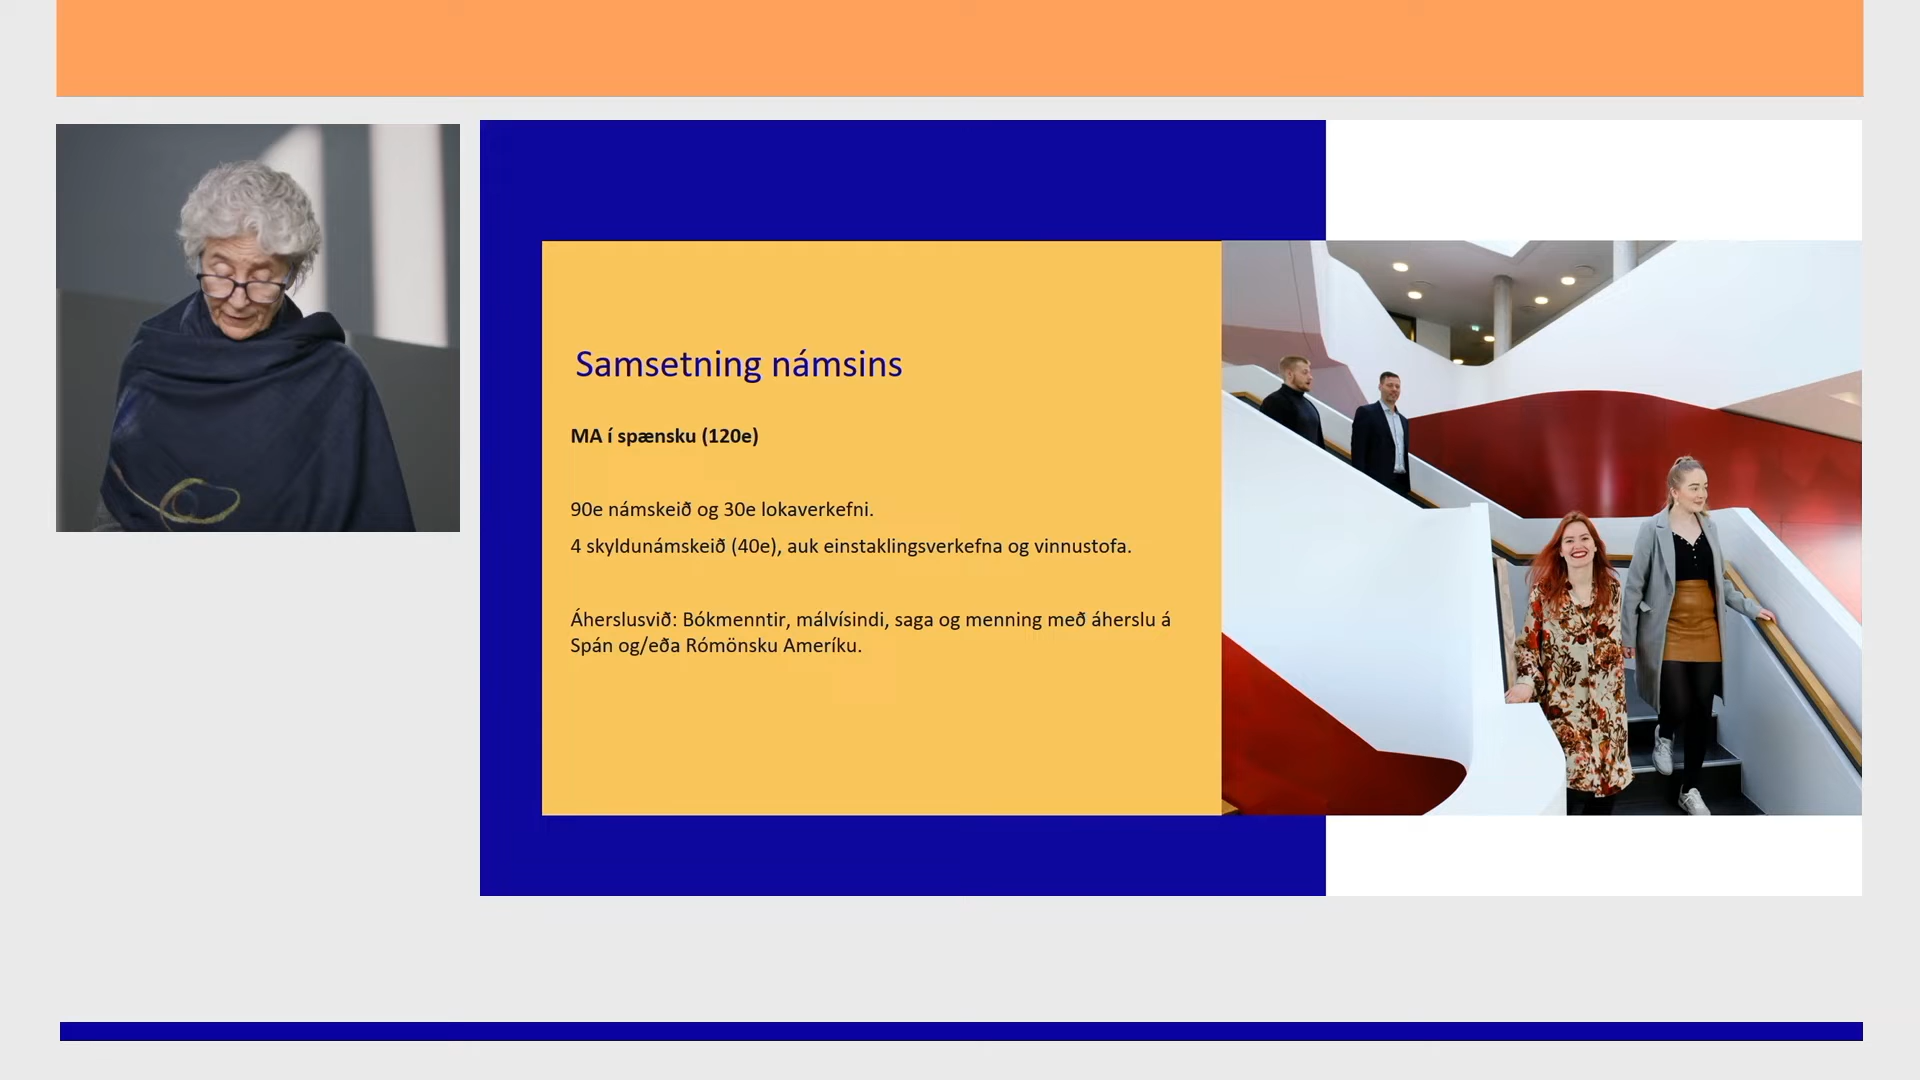 Samsetning námsins
MA í spænsku (120e)
90e námskeið og 30e lokaverkefni.
4 skyldunámskeið (40e), auk einstaklingsverkefna og vinnustofa.
Áherslusvið: Bókmenntir, málvísindi, saga og menning með áherslu á
Spán og/eða Rómönsku Ameríku.